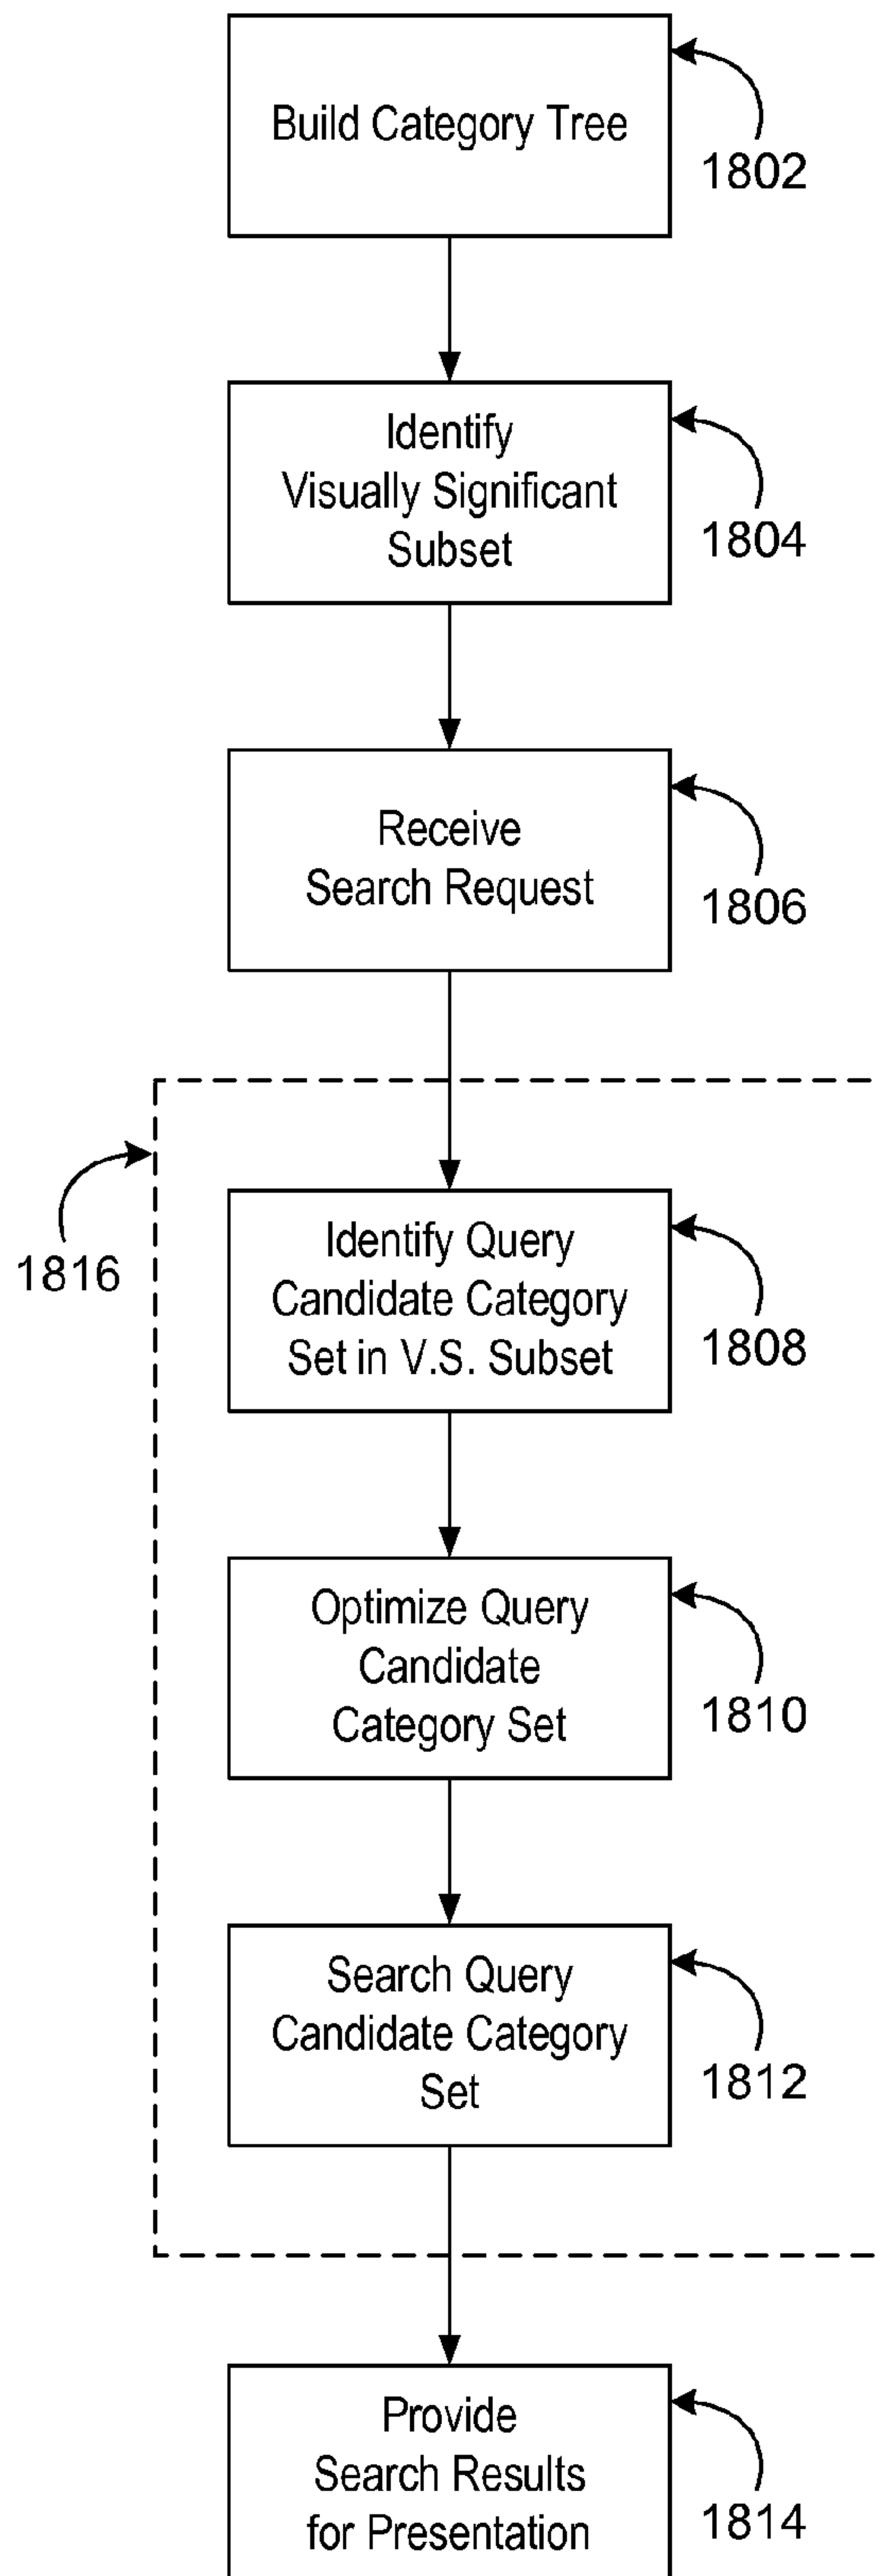 Build Category Tree
1802
Identify
Visually Significant
Subset
1804
Receive
Search Request
1806
1816
Identify Query
Candidate Category
Set in V.S. Subset
1808
Optimize Query
Candidate
Category Set
1810
Search Query
Candidate Category
Set
1812
Provide
Search Results
for Presentation
1814